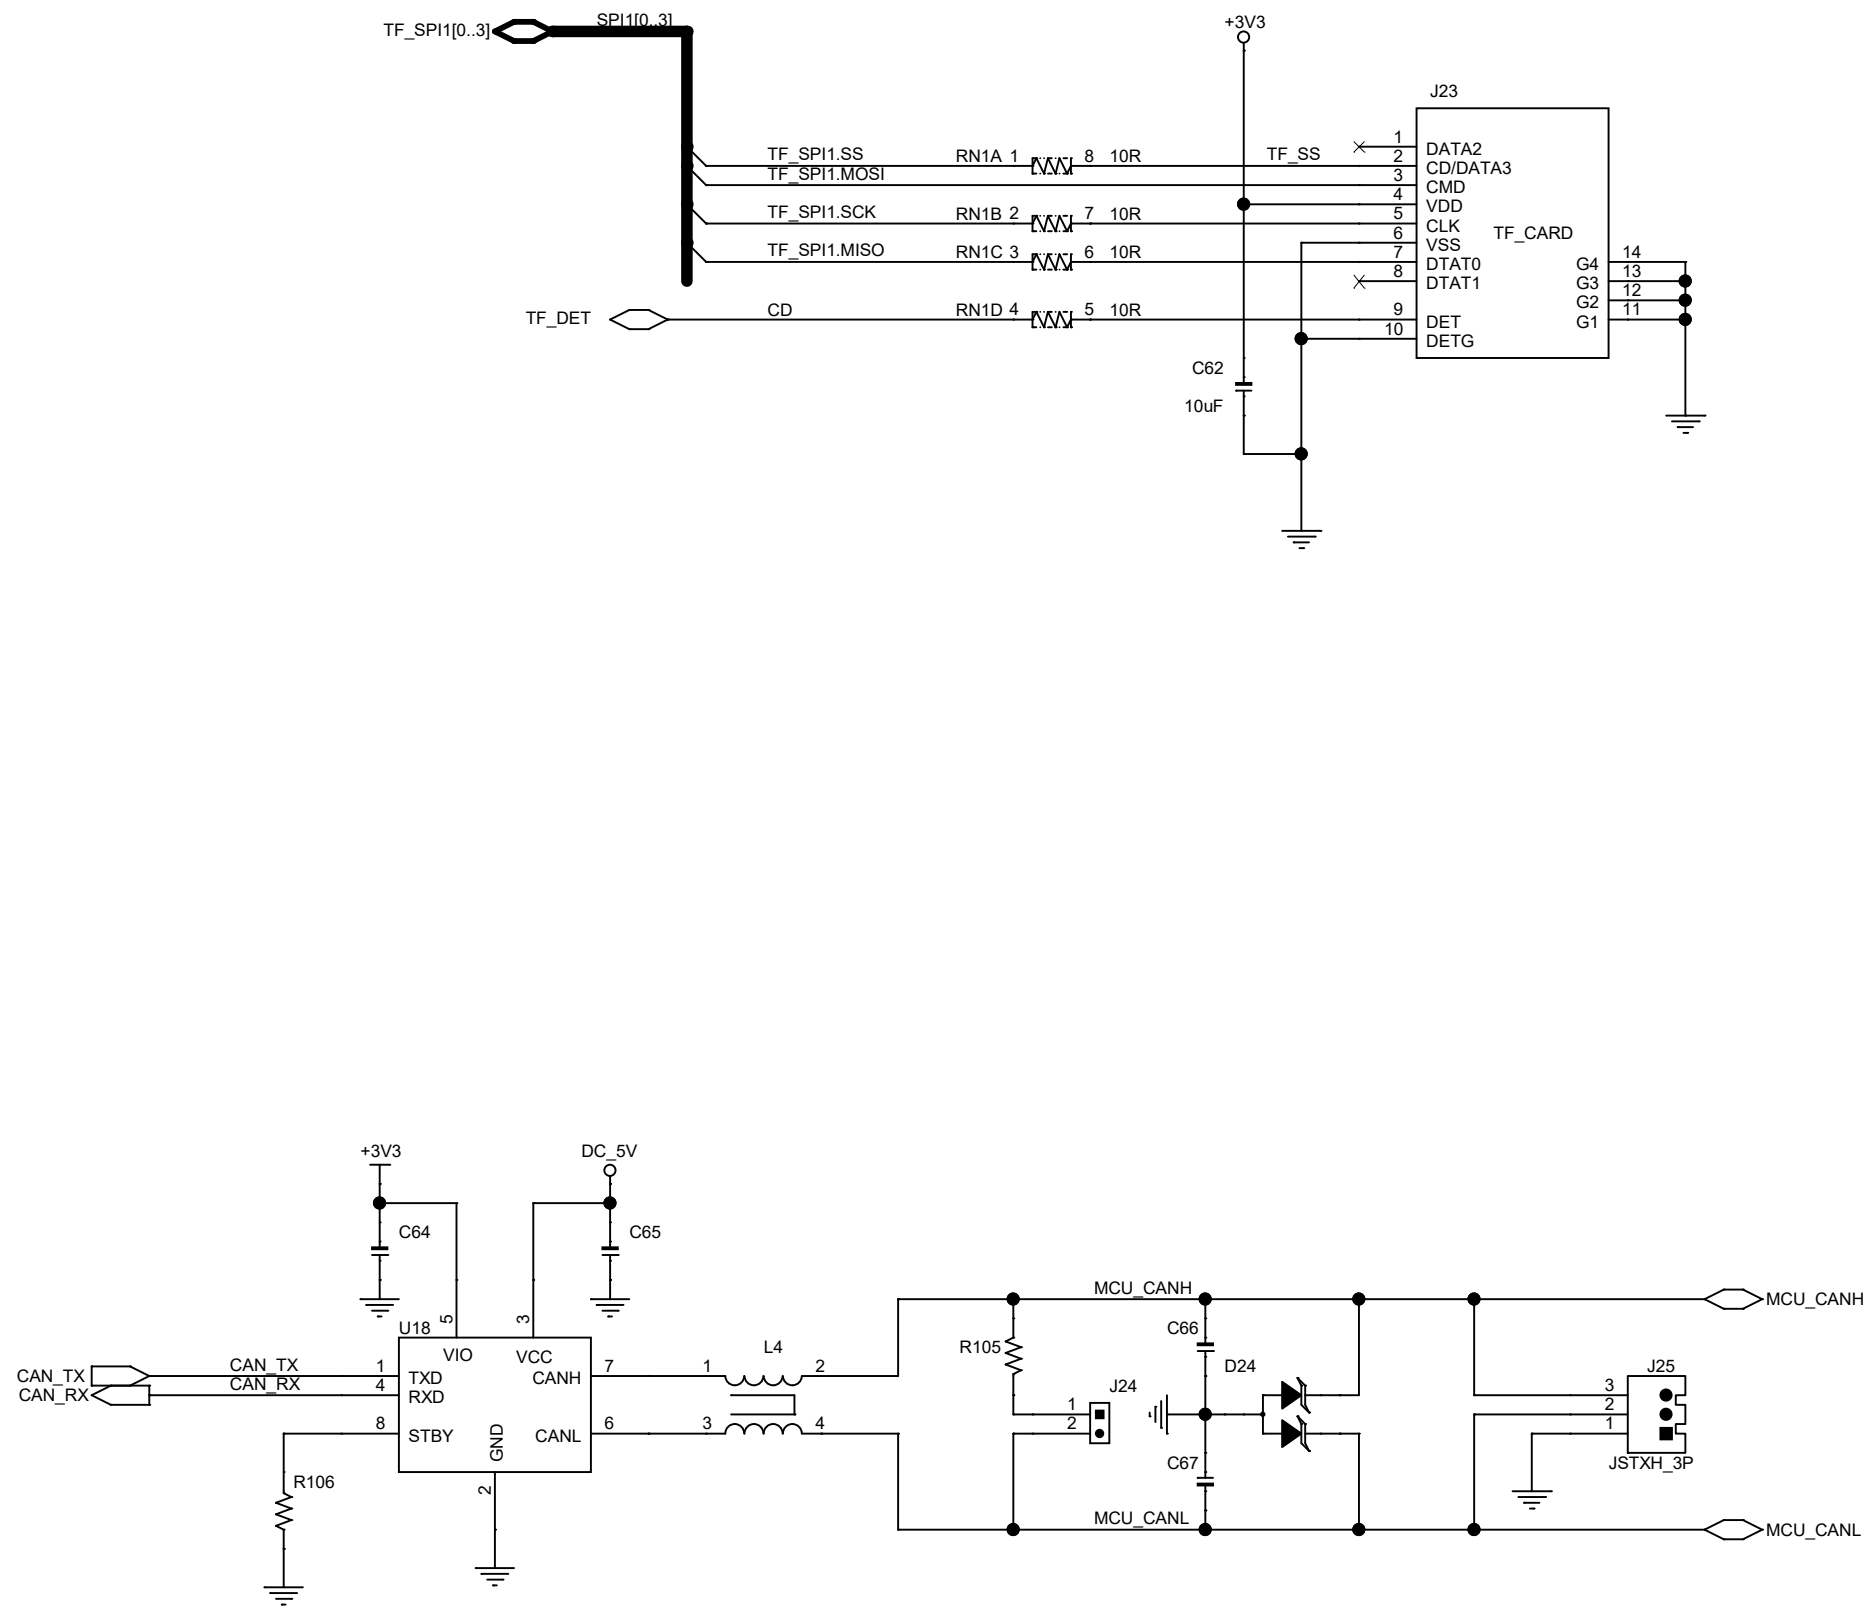 TF_SPI1[0..3]
SPI1[0..3]
+3V3
J23
TF_SPI1.SS
RN1A 1
8 10R
TF_SS
1 DATA2
2 CD/DATA3
TF_SPI1.MOSI
3 CMD
4 VDD
TF_SPI1.SCK
RN1B 2
7 10R
5 CLK
TF_CARD
6 VSS
TF_SPI1.MISO
RN1C 3
6 10R
7 DTAT0
8 DTAT1
G4 14
G3 13
G2 12
G1 11
TF_DET
CD
RN1D 4
5 10R
9 DET
10 DETG
C62
10uF
+3V3
DC_5V
C64
C65
U18
5
3
VIO
VCC
CAN_TX
CAN_TX
1 TXD
CAN_RX
CAN_RX
4 RXD
8 STBY
GND
2
CANH 7
CANL 6
R106
L4
1
2
3
4
MCU_CANH
MCU_CANH
R105
C66
D24
J24
1
2
C67
J25
3
2
1
JSTXH_3P
MCU_CANL
MCU_CANL